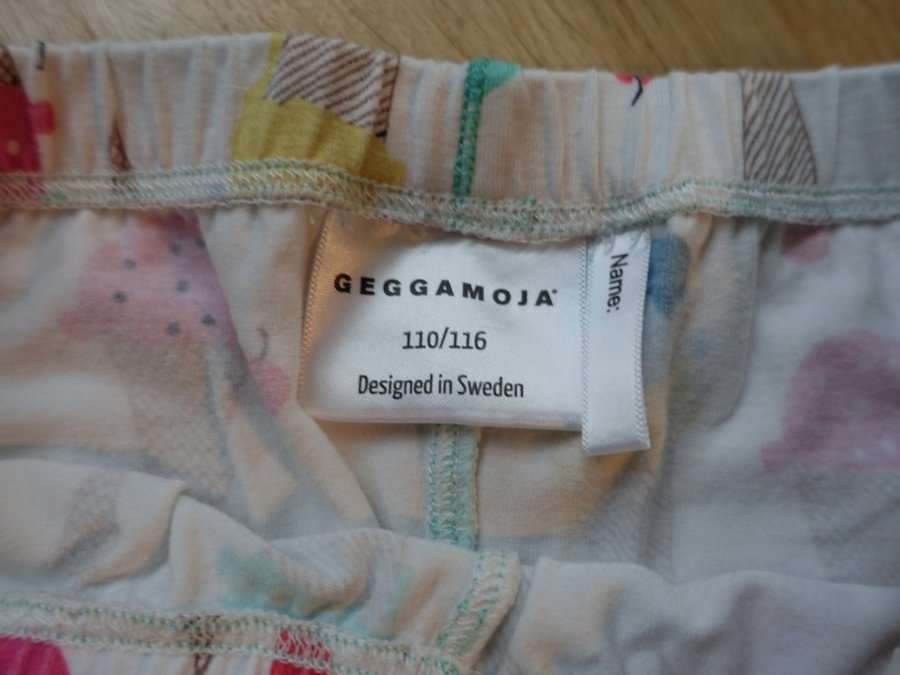 GEGGAMOJA®
110/116
Designed in Sweden
Name: